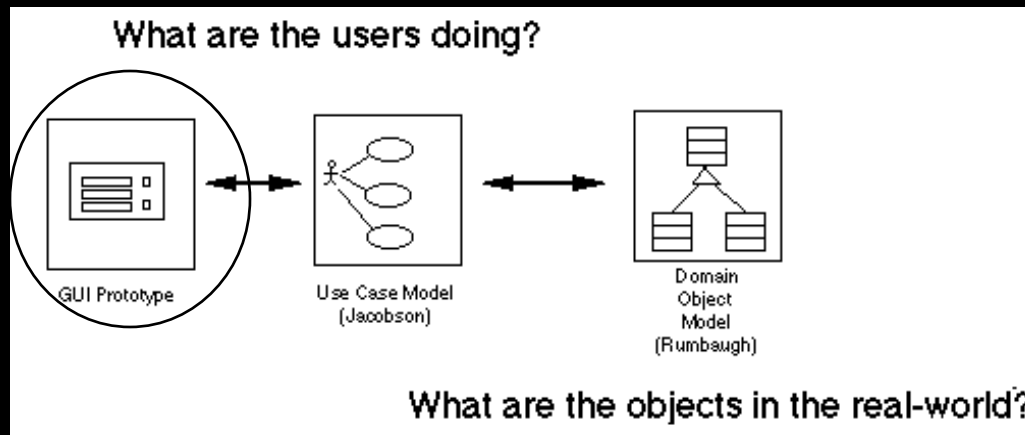 What are the users doing?
GUI Prototype
Use Case Model
(Jacobson)
Domain
Object
Model
(Rumbaugh)
What are the objects in the real-world?